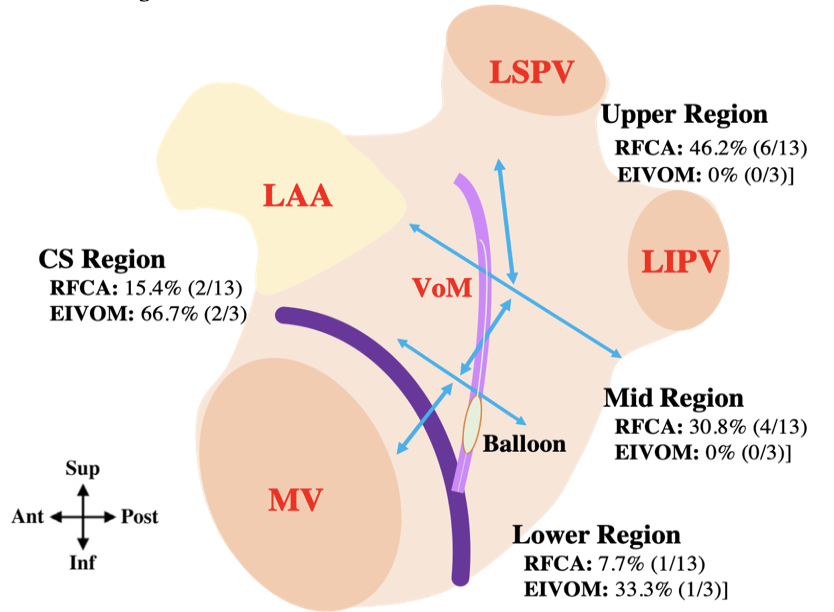 LSPV
Upper Region
RFCA: 46.2% (6/13)
EIVOM: 0% (0/3)]
LAA
LIPV
CS Region
RFCA: 15.4% (2/13)
EIVOM: 66.7% (2/3)
VoM
Mid Region
RFCA: 30.8% (4/13)
EIVOM: 0% (0/3)]
Balloon
MV
Sup
Ant
Post
Inf
Lower Region
RFCA: 7.7% (1/13)
EIVOM: 33.3% (1/3)]